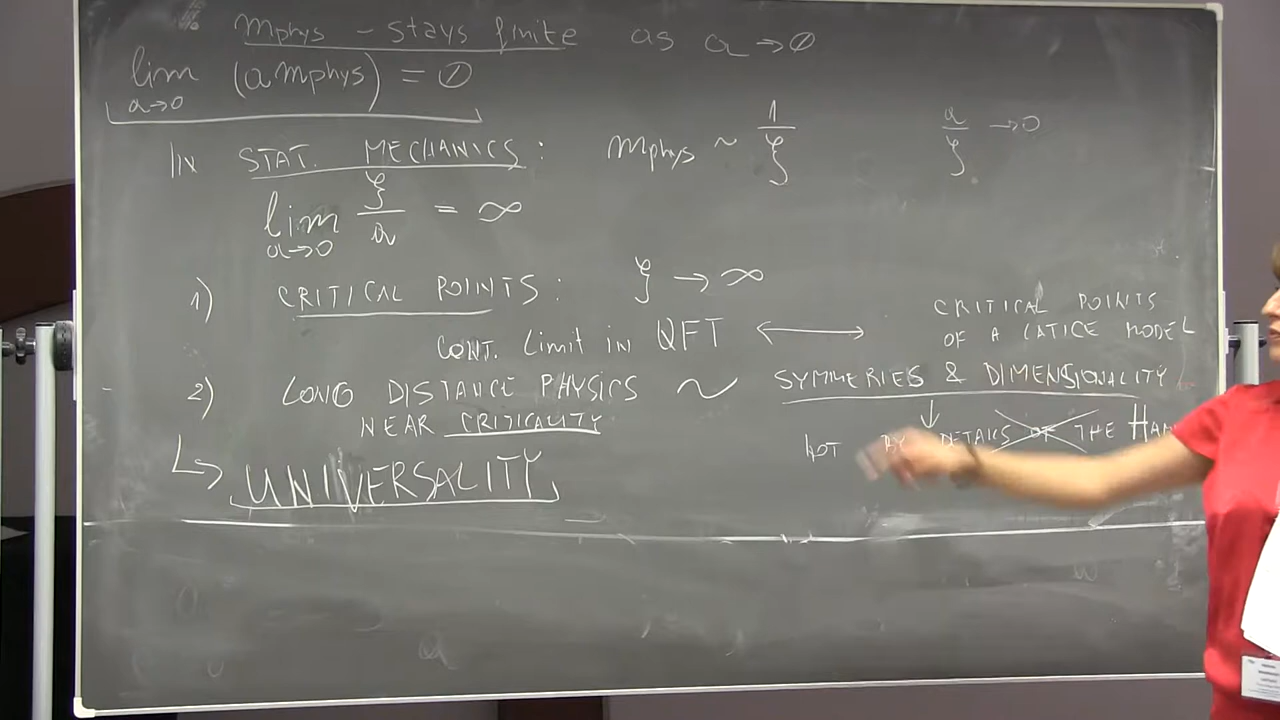 mphys - stays finite as a → 0
lim (a mphys) = 0
a→0
IN STAT. MECHANICS : mphys ~ 1/ξ a/ξ → 0
lim ξ/a = ∞
a→0
1) CRITICAL POINTS : ξ → ∞
CONT. Limit in QFT ⟷ CRITICAL POINTS
OF A LATICE MODEL
2) LONG DISTANCE PHYSICS ~ SYMMERIES & DIMENSIONALITY
NEAR CRITICALITY
↓
NOT BY DETAILS OF THE HAM
↳ UNIVERSALITY